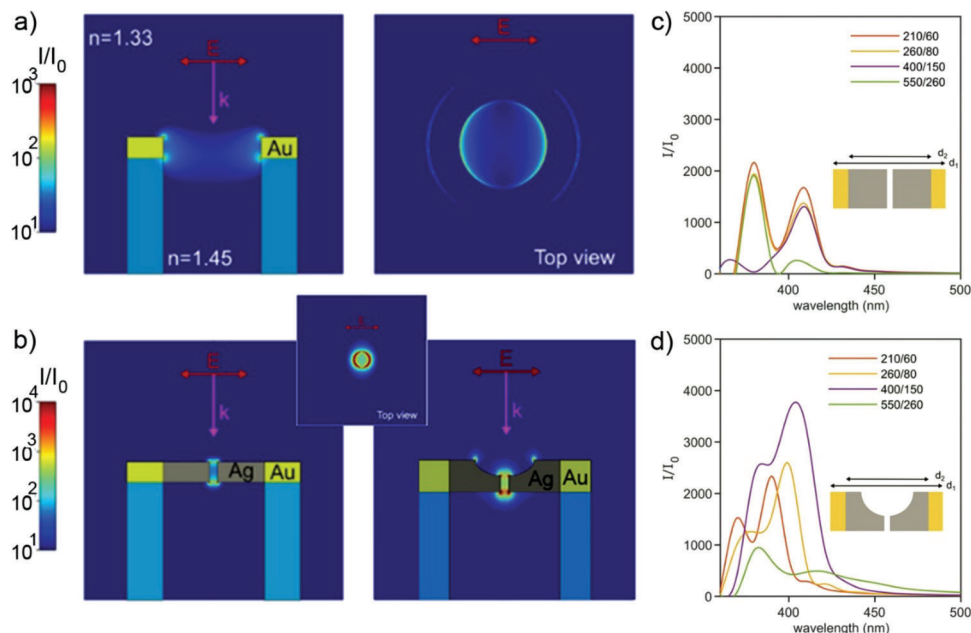 a)
n=1.33
E
k
I/I0
10^3
10^2
10^1
Au
n=1.45
E
Top view
b)
I/I0
10^4
10^3
10^2
10^1
E
k
Ag
Au
Top view
E
k
Ag
Au
c)
5000
4000
3000
2000
1000
0
I/I0
210/60
260/80
400/150
550/260
d2
d1
400
450
500
wavelength (nm)
d)
5000
4000
3000
2000
1000
0
I/I0
210/60
260/80
400/150
550/260
d2
d1
400
450
500
wavelength (nm)